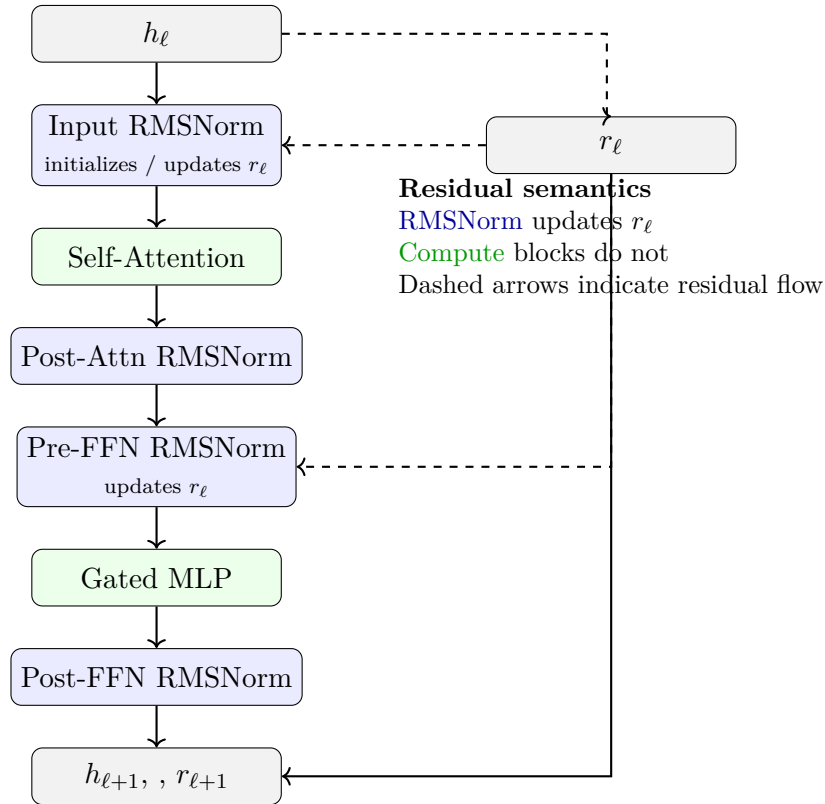 h_ℓ
Input RMSNorm
initializes / updates r_ℓ
r_ℓ
Residual semantics
RMSNorm updates r_ℓ
Compute blocks do not
Dashed arrows indicate residual flow
Self-Attention
Post-Attn RMSNorm
Pre-FFN RMSNorm
updates r_ℓ
Gated MLP
Post-FFN RMSNorm
h_{ℓ+1}, , r_{ℓ+1}